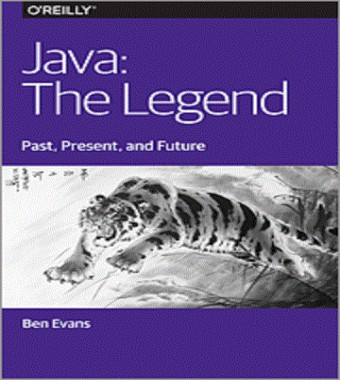 O'REILLY®
Java:
The Legend
Past, Present, and Future
Ben Evans